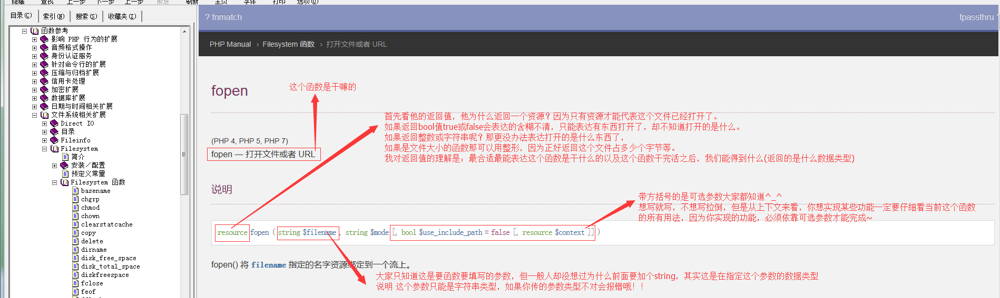 隐藏 查找 上一步 下一步 上一步 前进 刷新 主页 字体 打印 选项(O)
目录(C) 索引(N) 搜索(S) 收藏夹(I)
函数参考
影响 PHP 行为的扩展
音频格式操作
身份认证服务
针对命令行的扩展
压缩与归档扩展
信用卡处理
加密扩展
数据库扩展
日期与时间相关扩展
文件系统相关扩展
Direct IO
目录
Fileinfo
Filesystem
简介
安装／配置
预定义常量
Filesystem 函数
basename
chgrp
chmod
chown
clearstatcache
copy
delete
dirname
disk_free_space
disk_total_space
diskfreespace
fclose
feof
? fnmatch
fpassthru ?
PHP Manual › Filesystem 函数 › 打开文件或者 URL
fopen
这个函数是干嘛的
首先看他的返回值，他为什么返回一个资源？因为只有资源才能代表这个文件已经打开了。
如果返回bool值true或false会表达的含糊不清，只能表达有东西打开了，却不知道打开的是什么。
如果返回整数或字符串呢？那更没办法表达打开的是什么东西了，
如果是文件大小的函数那可以用整形，因为正好返回这个文件占多少个字节等。
我对返回值的理解是：最合适最能表达这个函数是干什么的以及这个函数干完活之后，我们能得到什么(返回的是什么数据类型)
(PHP 4, PHP 5, PHP 7)
fopen — 打开文件或者 URL
说明
带方括号的是可选参数大家都知道^_^
想写就写，不想写拉倒，但是从上下文来看，你想实现某些功能一定要仔细看当前这个函数
的所有用法，因为你实现的功能，必须依靠可选参数才能完成~
resource fopen ( string $filename , string $mode [, bool $use_include_path = false [, resource $context ]] )
fopen() 将 filename 指定的名字资源绑定到一个流上。
大家只知道这是要函数要填写的参数，但一般人却没想过为什么前面要加个string，其实这是在指定这个参数的数据类型
说明 这个参数只能是字符串类型，如果你传的参数类型不对会报错哦！！